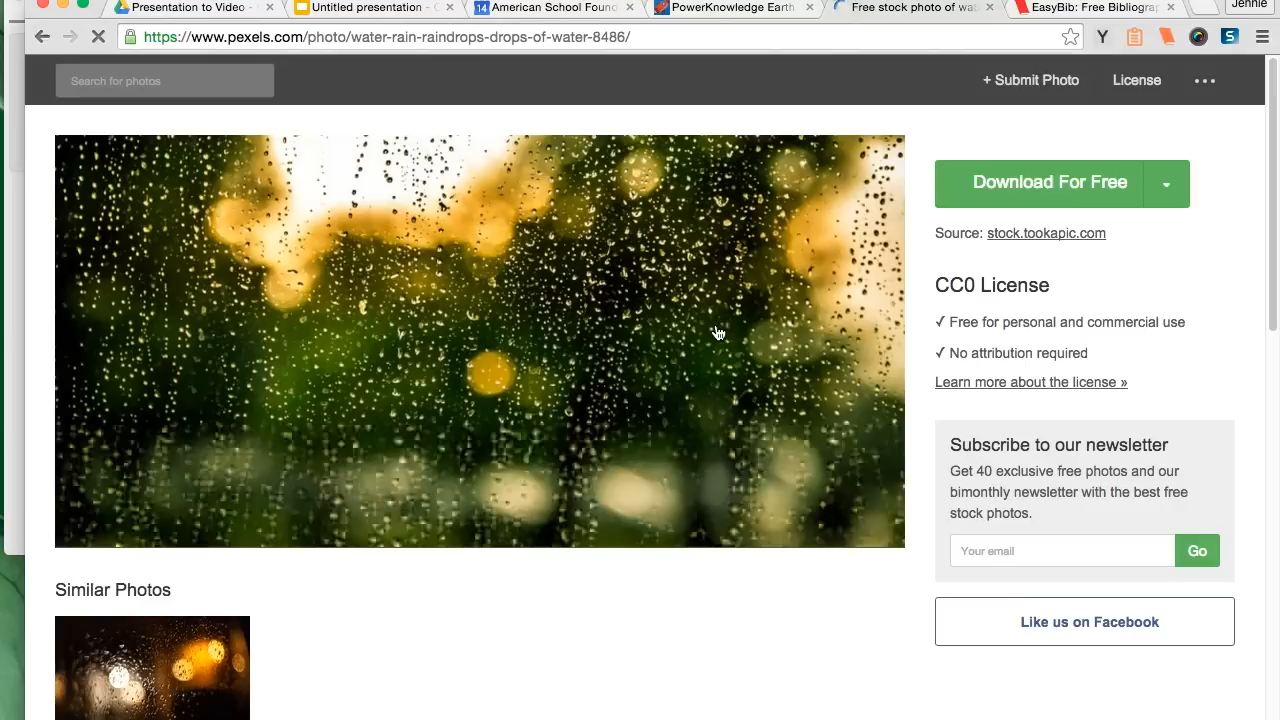 Presentation to Video -
Untitled presentation -
14 American School Found
PowerKnowledge Earth
Free stock photo of wat
EasyBib: Free Bibliograp
Jennie
https://www.pexels.com/photo/water-rain-raindrops-drops-of-water-8486/
Y
S
Search for photos
+ Submit Photo
License
Download For Free
Source: stock.tookapic.com
CC0 License
✓ Free for personal and commercial use
✓ No attribution required
Learn more about the license »
Subscribe to our newsletter
Get 40 exclusive free photos and our
bimonthly newsletter with the best free
stock photos.
Your email
Go
Like us on Facebook
Similar Photos